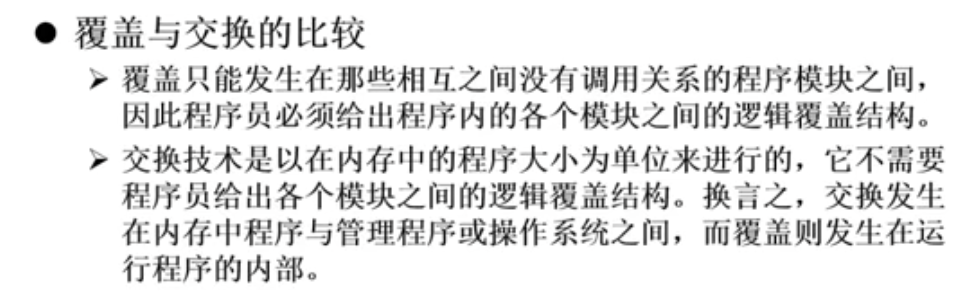 ● 覆盖与交换的比较
➢ 覆盖只能发生在那些相互之间没有调用关系的程序模块之间，
因此程序员必须给出程序内的各个模块之间的逻辑覆盖结构。
➢ 交换技术是以在内存中的程序大小为单位来进行的，它不需要
程序员给出各个模块之间的逻辑覆盖结构。换言之，交换发生
在内存中程序与管理程序或操作系统之间，而覆盖则发生在运
行程序的内部。